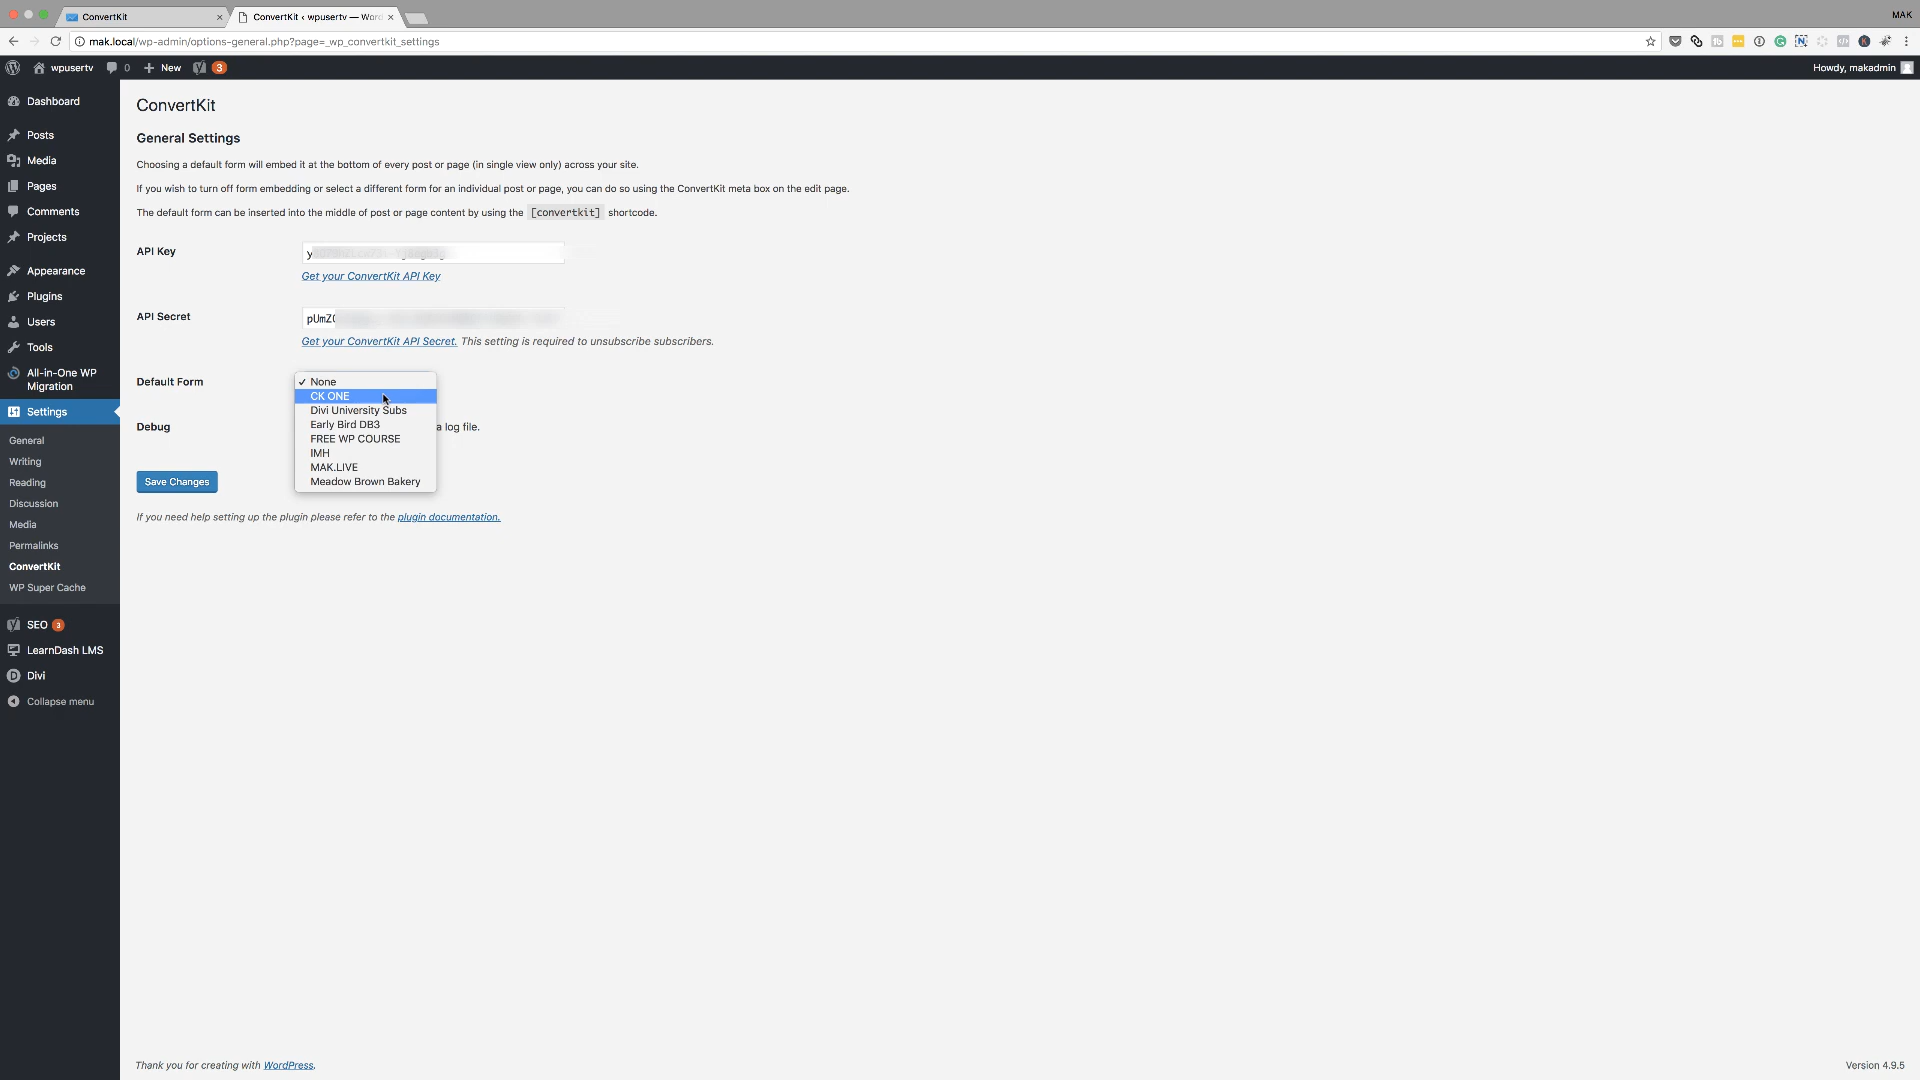 MAK
ConvertKit
ConvertKit ‹ wpusertv — Word
mak.local/wp-admin/options-general.php?page=_wp_convertkit_settings
wpusertv
0
New
3
Howdy, makadmin
Dashboard
Posts
Media
Pages
Comments
Projects
Appearance
Plugins
Users
Tools
All-in-One WP
Migration
Settings
General
Writing
Reading
Discussion
Media
Permalinks
ConvertKit
WP Super Cache
SEO 3
LearnDash LMS
Divi
Collapse menu
ConvertKit
General Settings
Choosing a default form will embed it at the bottom of every post or page (in single view only) across your site.
If you wish to turn off form embedding or select a different form for an individual post or page, you can do so using the ConvertKit meta box on the edit page.
The default form can be inserted into the middle of post or page content by using the [convertkit] shortcode.
API Key
Get your ConvertKit API Key
API Secret
Get your ConvertKit API Secret. This setting is required to unsubscribe subscribers.
Default Form
✓ None
CK ONE
Divi University Subs
Early Bird DB3
FREE WP COURSE
IMH
MAK.LIVE
Meadow Brown Bakery
Debug
a log file.
Save Changes
If you need help setting up the plugin please refer to the plugin documentation.
Thank you for creating with WordPress.
Version 4.9.5